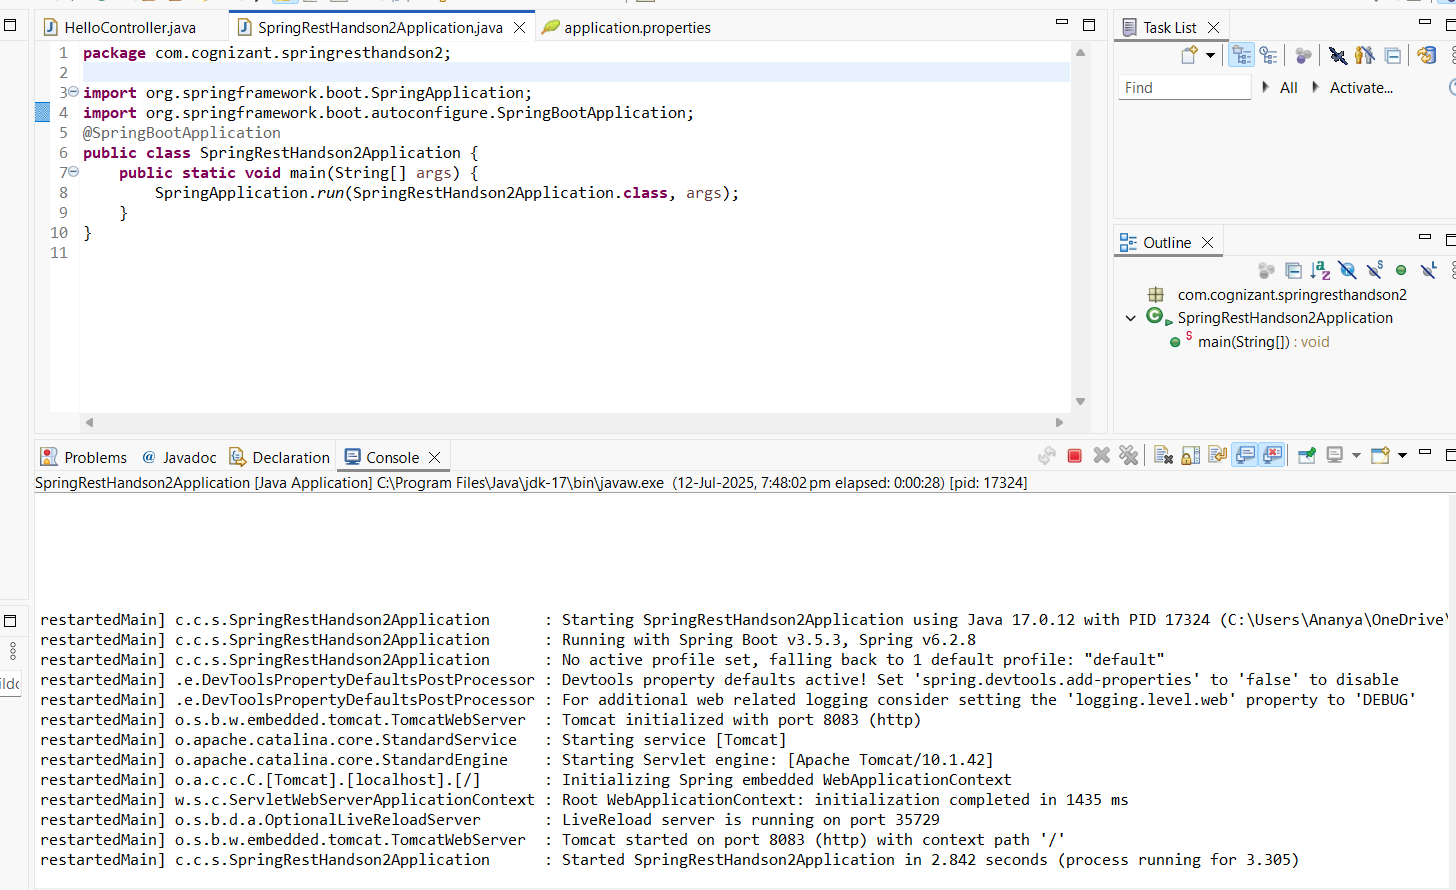 HelloController.java
SpringRestHandson2Application.java
application.properties
1 package com.cognizant.springresthandson2;
2
3 import org.springframework.boot.SpringApplication;
4 import org.springframework.boot.autoconfigure.SpringBootApplication;
5 @SpringBootApplication
6 public class SpringRestHandson2Application {
7 public static void main(String[] args) {
8 SpringApplication.run(SpringRestHandson2Application.class, args);
9 }
10 }
11
Task List
Find
All
Activate...
Outline
com.cognizant.springresthandson2
SpringRestHandson2Application
main(String[]) : void
Problems
@ Javadoc
Declaration
Console
SpringRestHandson2Application [Java Application] C:\Program Files\Java\jdk-17\bin\javaw.exe (12-Jul-2025, 7:48:02 pm elapsed: 0:00:28) [pid: 17324]
restartedMain] c.c.s.SpringRestHandson2Application : Starting SpringRestHandson2Application using Java 17.0.12 with PID 17324 (C:\Users\Ananya\OneDrive\
restartedMain] c.c.s.SpringRestHandson2Application : Running with Spring Boot v3.5.3, Spring v6.2.8
restartedMain] c.c.s.SpringRestHandson2Application : No active profile set, falling back to 1 default profile: "default"
restartedMain] .e.DevToolsPropertyDefaultsPostProcessor : Devtools property defaults active! Set 'spring.devtools.add-properties' to 'false' to disable
restartedMain] .e.DevToolsPropertyDefaultsPostProcessor : For additional web related logging consider setting the 'logging.level.web' property to 'DEBUG'
restartedMain] o.s.b.w.embedded.tomcat.TomcatWebServer : Tomcat initialized with port 8083 (http)
restartedMain] o.apache.catalina.core.StandardService : Starting service [Tomcat]
restartedMain] o.apache.catalina.core.StandardEngine : Starting Servlet engine: [Apache Tomcat/10.1.42]
restartedMain] o.a.c.c.C.[Tomcat].[localhost].[/] : Initializing Spring embedded WebApplicationContext
restartedMain] w.s.c.ServletWebServerApplicationContext : Root WebApplicationContext: initialization completed in 1435 ms
restartedMain] o.s.b.d.a.OptionalLiveReloadServer : LiveReload server is running on port 35729
restartedMain] o.s.b.w.embedded.tomcat.TomcatWebServer : Tomcat started on port 8083 (http) with context path '/'
restartedMain] c.c.s.SpringRestHandson2Application : Started SpringRestHandson2Application in 2.842 seconds (process running for 3.305)